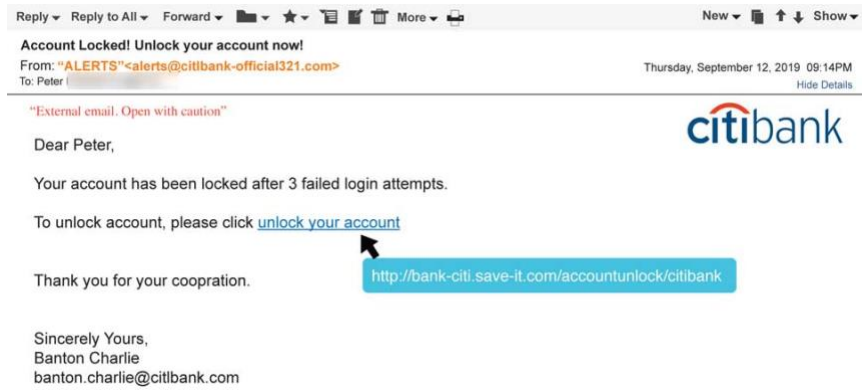 Reply Reply to All Forward More New Show
Account Locked! Unlock your account now!
From: "ALERTS"<alerts@citlbank-official321.com> Thursday, September 12, 2019 09:14PM
To: Peter Hide Details
"External email. Open with caution"
citibank
Dear Peter,
Your account has been locked after 3 failed login attempts.
To unlock account, please click unlock your account
http://bank-citi.save-it.com/accountunlock/citibank
Thank you for your coopration.
Sincerely Yours,
Banton Charlie
banton.charlie@citlbank.com